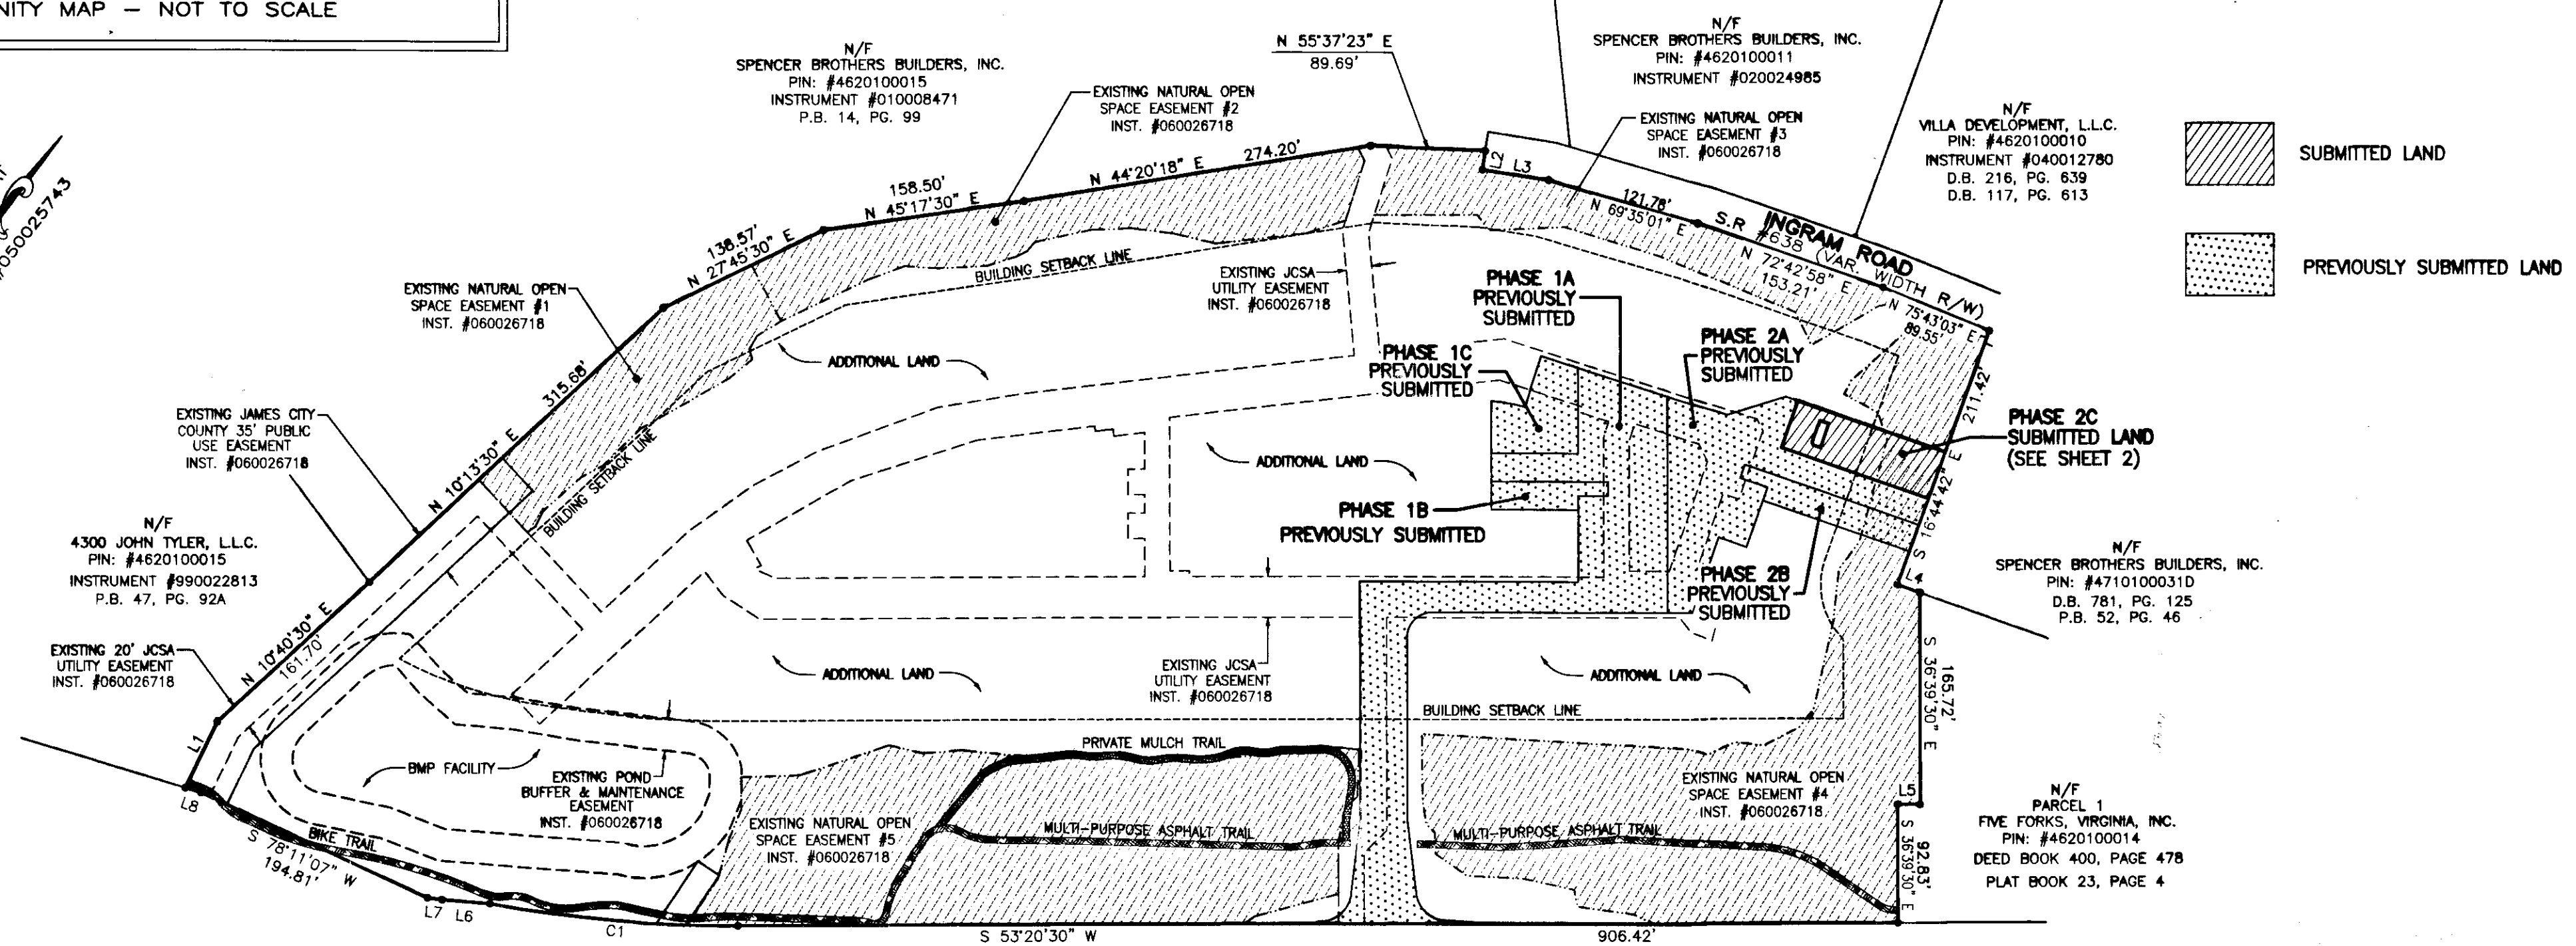 NITY MAP – NOT TO SCALE
N/F
SPENCER BROTHERS BUILDERS, INC.
PIN: #4620100015
INSTRUMENT #010008471
P.B. 14, PG. 99
EXISTING NATURAL OPEN
SPACE EASEMENT #2
INST. #060026718
N 55°37'23" E
89.69'
N/F
SPENCER BROTHERS BUILDERS, INC.
PIN: #4620100011
INSTRUMENT #020024985
EXISTING NATURAL OPEN
SPACE EASEMENT #3
INST. #060026718
N/F
VILLA DEVELOPMENT, L.L.C.
PIN: #4620100010
INSTRUMENT #040012780
D.B. 216, PG. 639
D.B. 117, PG. 613
SUBMITTED LAND
PREVIOUSLY SUBMITTED LAND
050025743
N 44°20'18" E 274.20'
158.50'
N 45°17'30" E
138.57'
N 27°45'30" E
L2
L3
121.78'
N 69°35'01" E
S.R. #638
INGRAM ROAD
(VAR. WIDTH R/W)
N 72°42'58" E
153.21'
N 75°43'03" E
89.55'
EXISTING NATURAL OPEN
SPACE EASEMENT #1
INST. #060026718
BUILDING SETBACK LINE
EXISTING JCSA
UTILITY EASEMENT
INST. #060026718
PHASE 1A
PREVIOUSLY
SUBMITTED
PHASE 2A
PREVIOUSLY
SUBMITTED
PHASE 1C
PREVIOUSLY
SUBMITTED
ADDITIONAL LAND
315.68'
N 10°13'30" E
BUILDING SETBACK LINE
EXISTING JAMES CITY
COUNTY 35' PUBLIC
USE EASEMENT
INST. #060026718
211.42'
S 16°44'42" E
PHASE 2C
SUBMITTED LAND
(SEE SHEET 2)
ADDITIONAL LAND
PHASE 1B
PREVIOUSLY SUBMITTED
N/F
4300 JOHN TYLER, L.L.C.
PIN: #4620100015
INSTRUMENT #990022813
P.B. 47, PG. 92A
N/F
SPENCER BROTHERS BUILDERS, INC.
PIN: #4710100031D
D.B. 781, PG. 125
P.B. 52, PG. 46
L4
PHASE 2B
PREVIOUSLY
SUBMITTED
N 10°40'30" E
161.70'
EXISTING 20' JCSA
UTILITY EASEMENT
INST. #060026718
ADDITIONAL LAND
EXISTING JCSA
UTILITY EASEMENT
INST. #060026718
ADDITIONAL LAND
165.72'
S 36°39'30" E
BUILDING SETBACK LINE
L1
PRIVATE MULCH TRAIL
BMP FACILITY
EXISTING POND
BUFFER & MAINTENANCE
EASEMENT
INST. #060026718
EXISTING NATURAL OPEN
SPACE EASEMENT #4
INST. #060026718
L5
L8
N/F
PARCEL 1
FIVE FORKS, VIRGINIA, INC.
PIN: #4620100014
DEED BOOK 400, PAGE 478
PLAT BOOK 23, PAGE 4
BIKE TRAIL
S 78°11'07" W
194.81'
EXISTING NATURAL OPEN
SPACE EASEMENT #5
INST. #060026718
MULTI-PURPOSE ASPHALT TRAIL
MULTI-PURPOSE ASPHALT TRAIL
92.83'
S 36°39'30" E
L7
L6
C1
S 53°20'30" W
906.42'